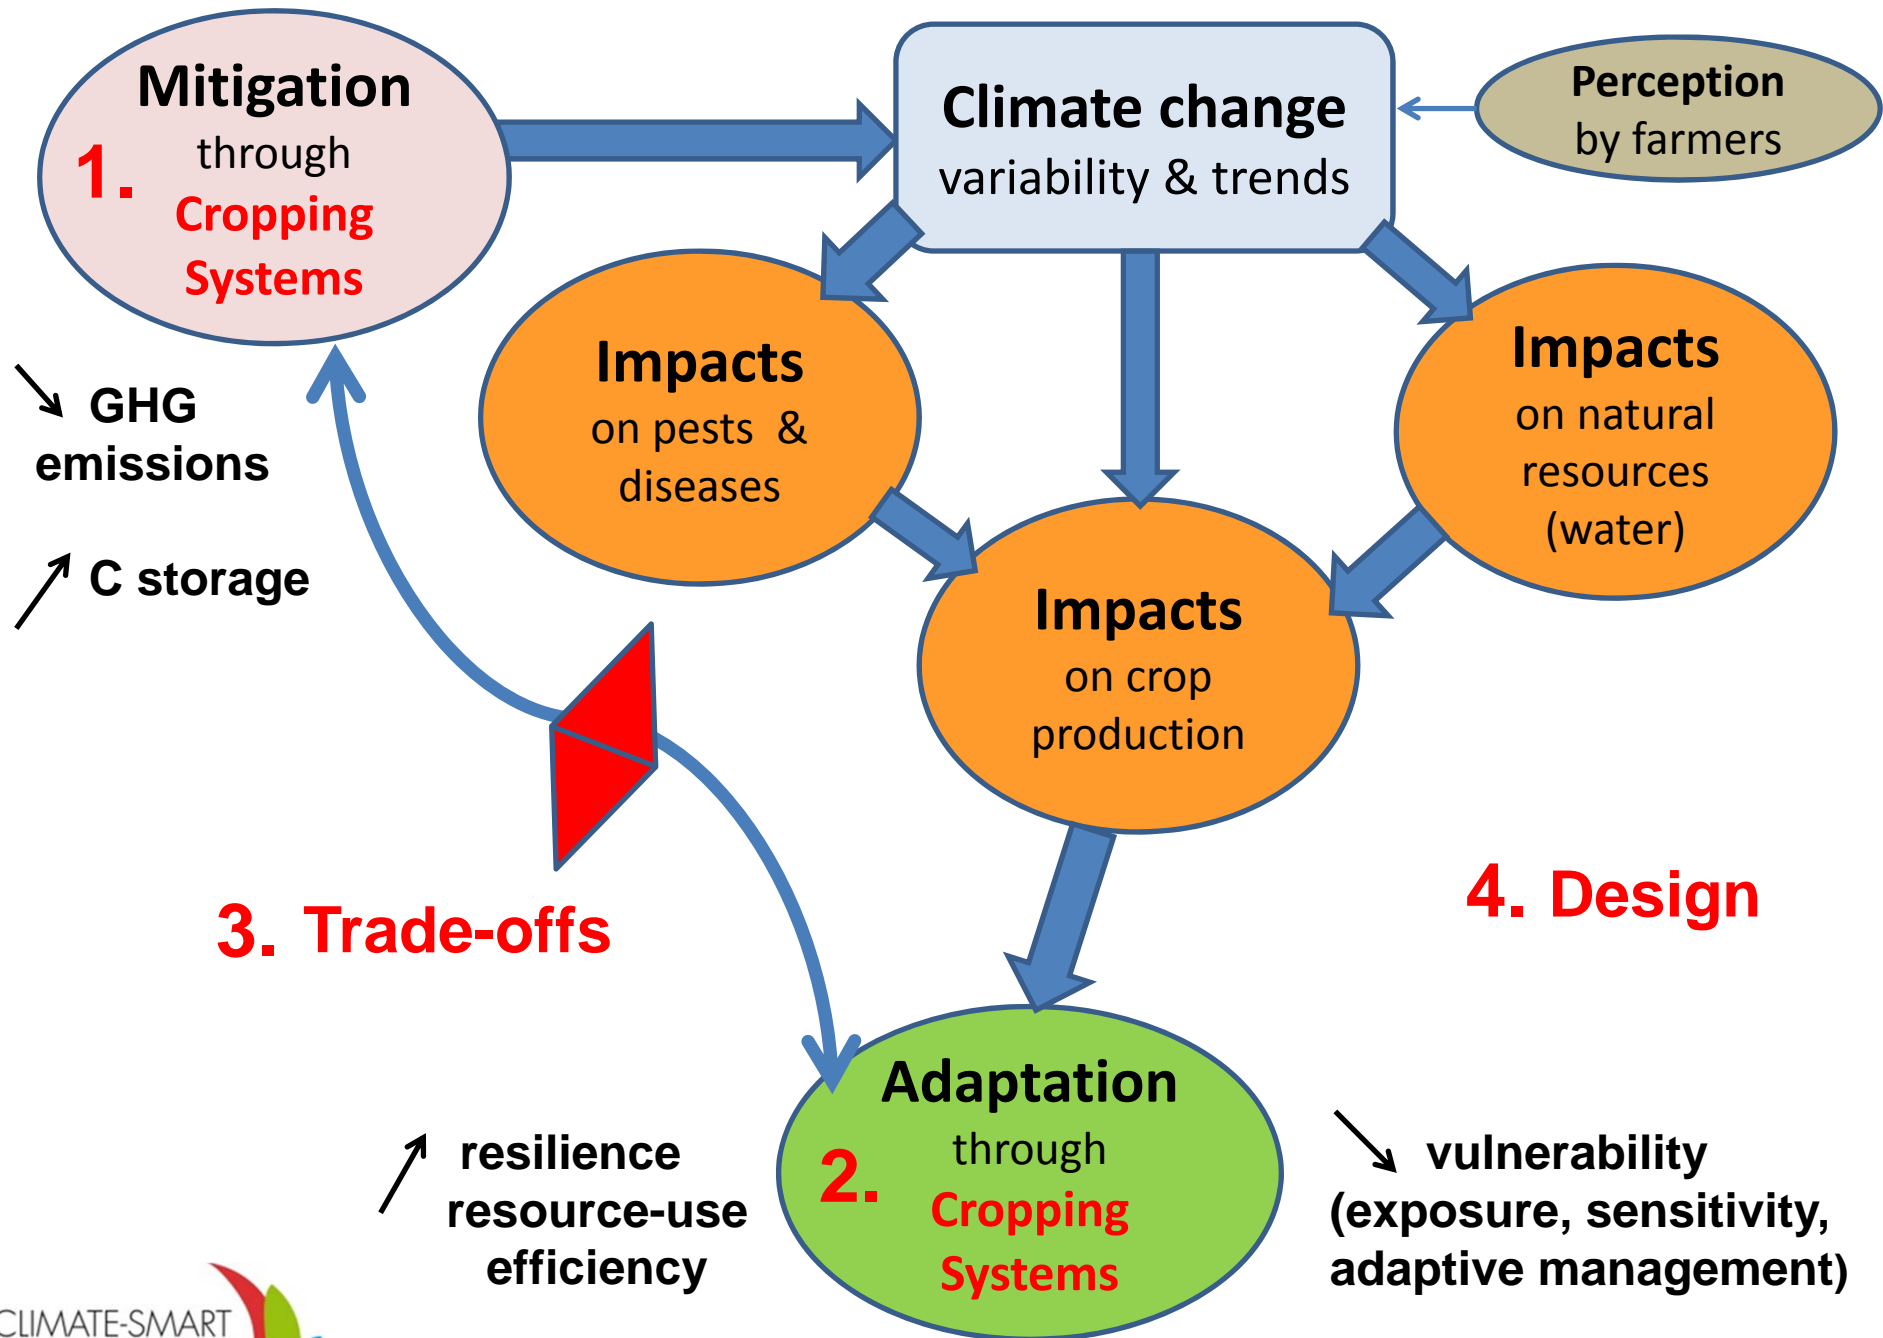 Mitigation
through
1.
Cropping
Systems
Climate change
variability & trends
Perception
by farmers
Impacts
on pests  &
diseases
Impacts
on natural
resources
(water)
↘ GHG
emissions
↗ C storage
Impacts
on crop
production
3. Trade-offs
4. Design
Adaptation
through
2.
Cropping
Systems
↗ resilience
resource-use
efficiency
↘ vulnerability
(exposure, sensitivity,
adaptive management)
CLIMATE-SMART